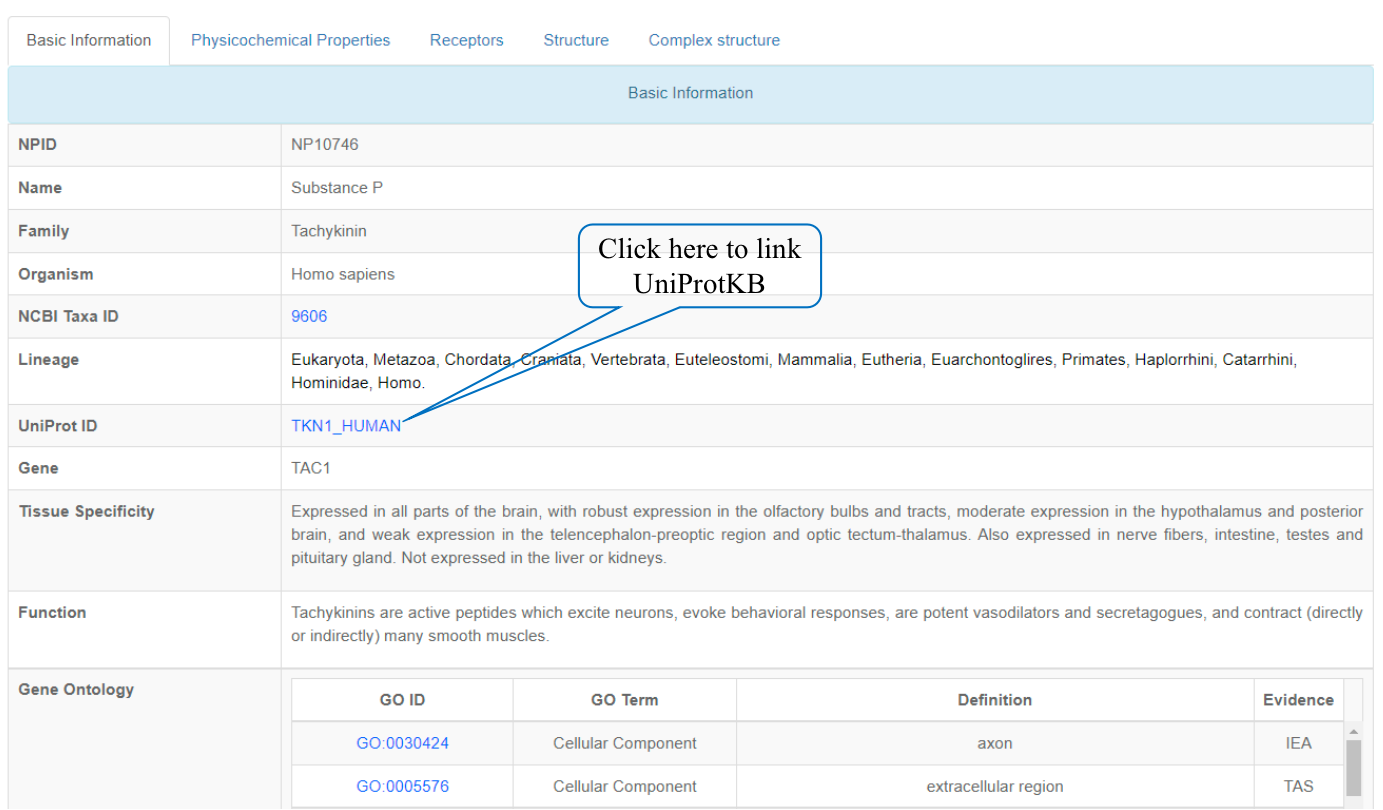 Basic Information Physicochemical Properties Receptors Structure Complex structure
Basic Information
NPID NP10746
Name Substance P
Family Tachykinin
Click here to link
UniProtKB
Organism Homo sapiens
NCBI Taxa ID 9606
Lineage Eukaryota, Metazoa, Chordata, Craniata, Vertebrata, Euteleostomi, Mammalia, Eutheria, Euarchontoglires, Primates, Haplorrhini, Catarrhini,
Hominidae, Homo.
UniProt ID TKN1_HUMAN
Gene TAC1
Tissue Specificity Expressed in all parts of the brain, with robust expression in the olfactory bulbs and tracts, moderate expression in the hypothalamus and posterior
brain, and weak expression in the telencephalon-preoptic region and optic tectum-thalamus. Also expressed in nerve fibers, intestine, testes and
pituitary gland. Not expressed in the liver or kidneys.
Function Tachykinins are active peptides which excite neurons, evoke behavioral responses, are potent vasodilators and secretagogues, and contract (directly
or indirectly) many smooth muscles.
Gene Ontology
GO ID GO Term Definition Evidence
GO:0030424 Cellular Component axon IEA
GO:0005576 Cellular Component extracellular region TAS